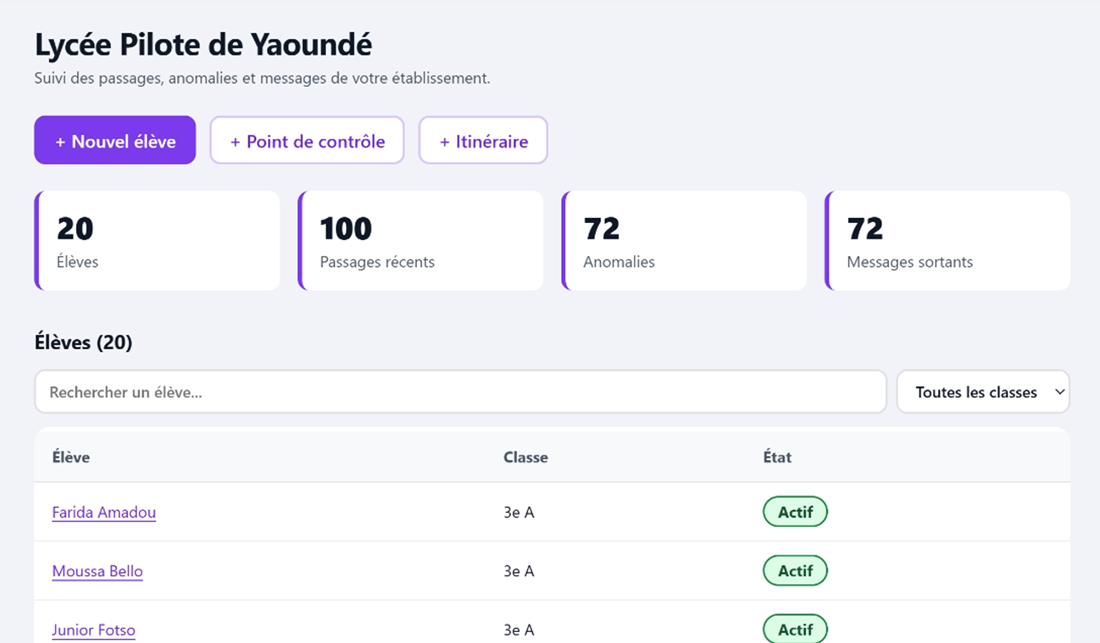 Lycée Pilote de Yaoundé
Suivi des passages, anomalies et messages de votre établissement.
+ Nouvel élève + Point de contrôle + Itinéraire
20 100 72 72
Élèves Passages récents Anomalies Messages sortants
Élèves (20)
Rechercher un élève... Toutes les classes
Élève Classe État
Farida Amadou 3e A Actif
Moussa Bello 3e A Actif
Junior Fotso 3e A Actif